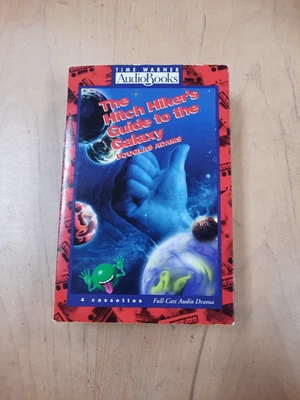 TIME WARNER
AudioBooks
The
Hitch Hiker's
Guide to the
Galaxy
DOUGLAS ADAMS
4 cassettes Full-Cast Audio Drama